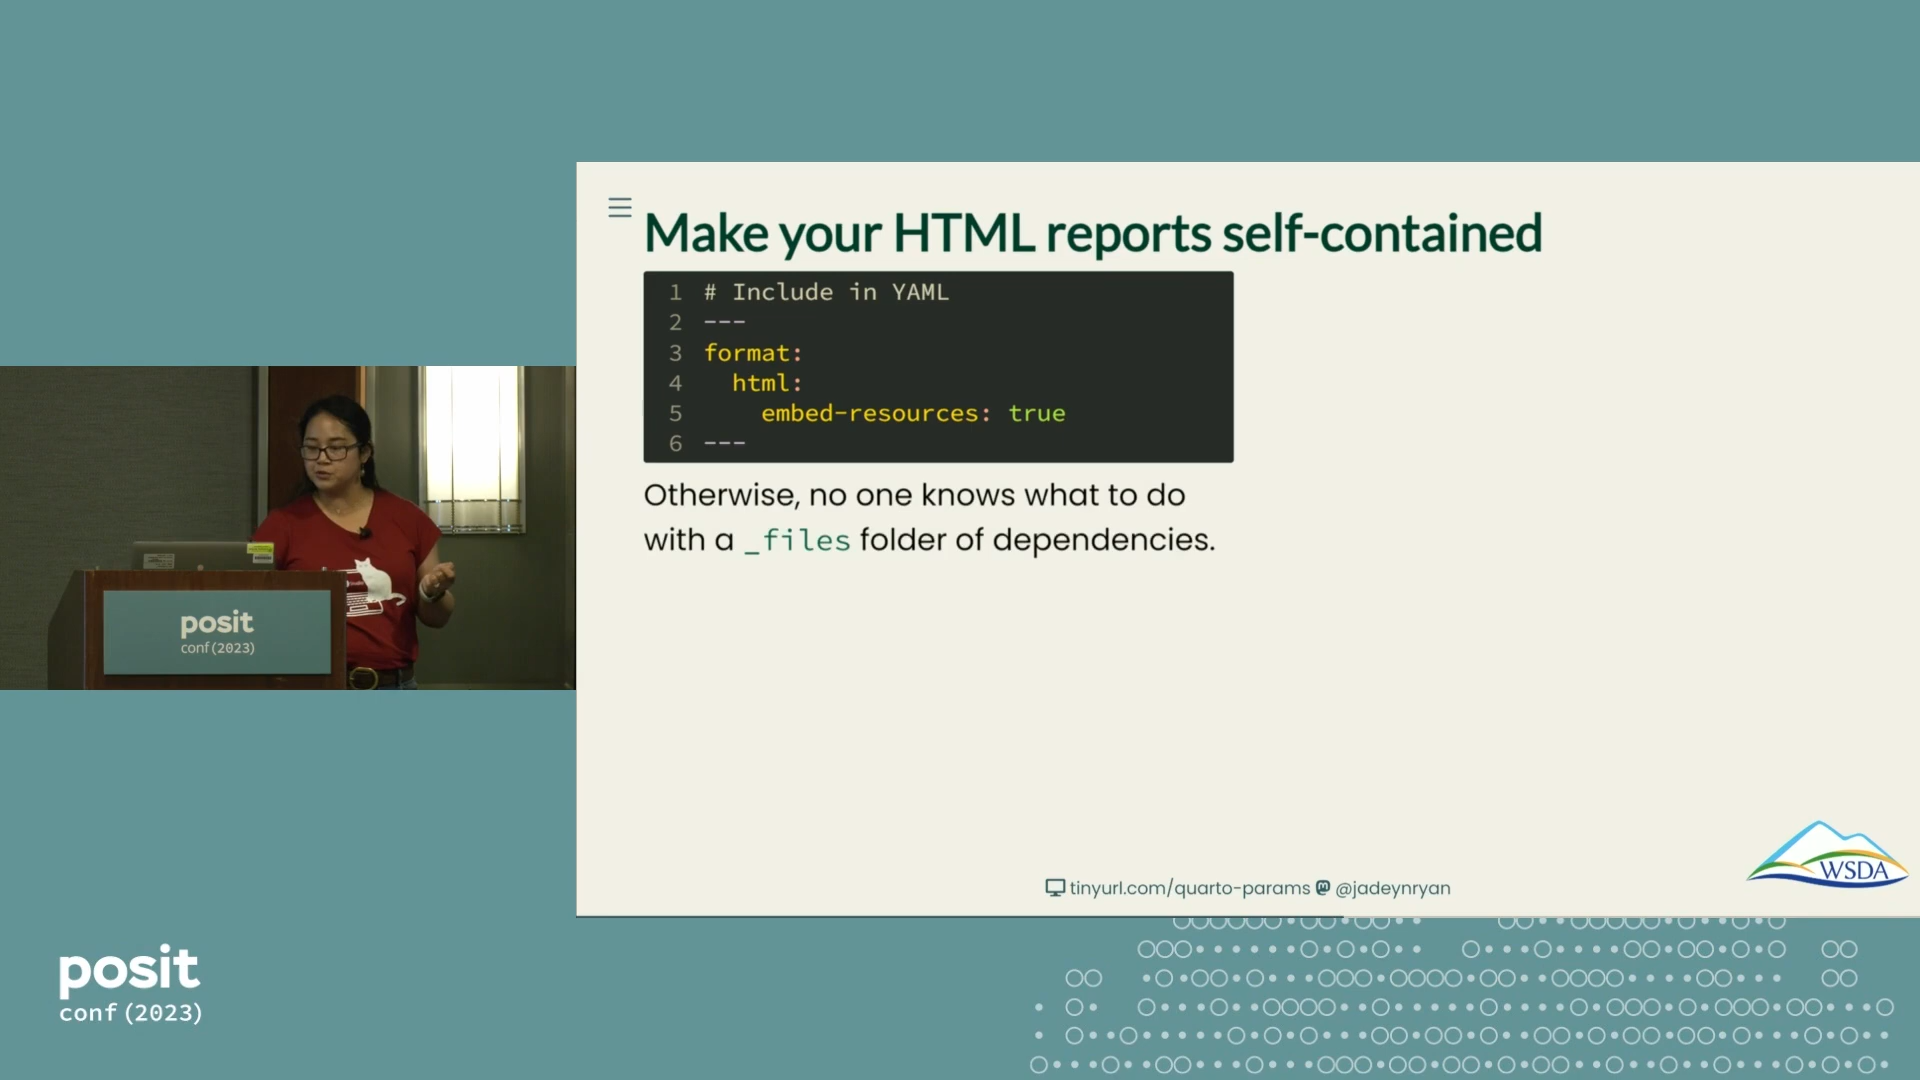 Make your HTML reports self-contained
1 # Include in YAML
2 ---
3 format:
4   html:
5     embed-resources: true
6 ---
Otherwise, no one knows what to do
with a _files folder of dependencies.
tinyurl.com/quarto-params @jadeynryan
WSDA
posit
conf(2023)
posit
conf(2023)